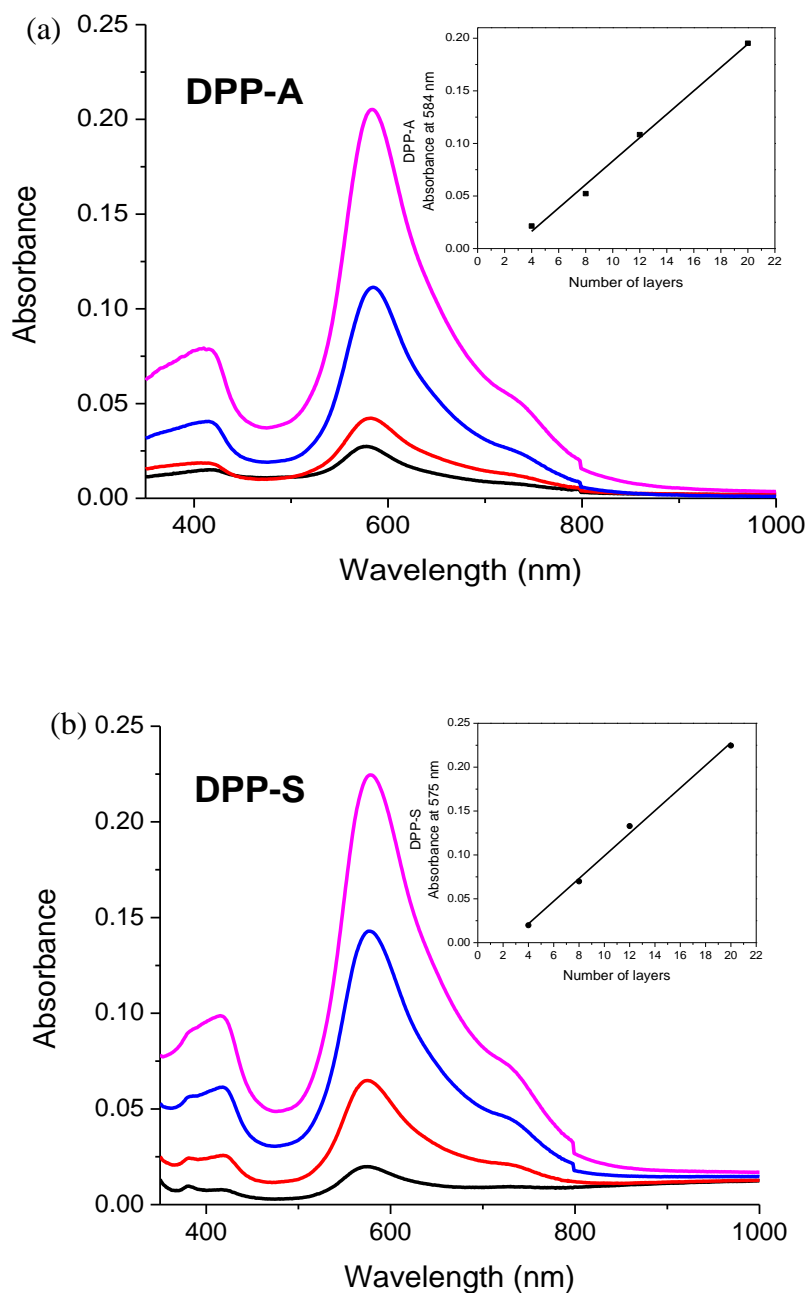 (a)
0.25
0.20
0.15
0.10
0.05
0.00
Absorbance
DPP-A
400
600
800
1000
Wavelength (nm)
0.20
0.15
0.10
0.05
0.00
DPP-A
Absorbance at 584 nm
0 2 4 6 8 10 12 14 16 18 20 22
Number of layers
(b)
0.25
0.20
0.15
0.10
0.05
0.00
Absorbance
DPP-S
400
600
800
1000
Wavelength (nm)
0.25
0.20
0.15
0.10
0.05
0.00
DPP-S
Absorbance at 575 nm
0 2 4 6 8 10 12 14 16 18 20 22
Number of layers